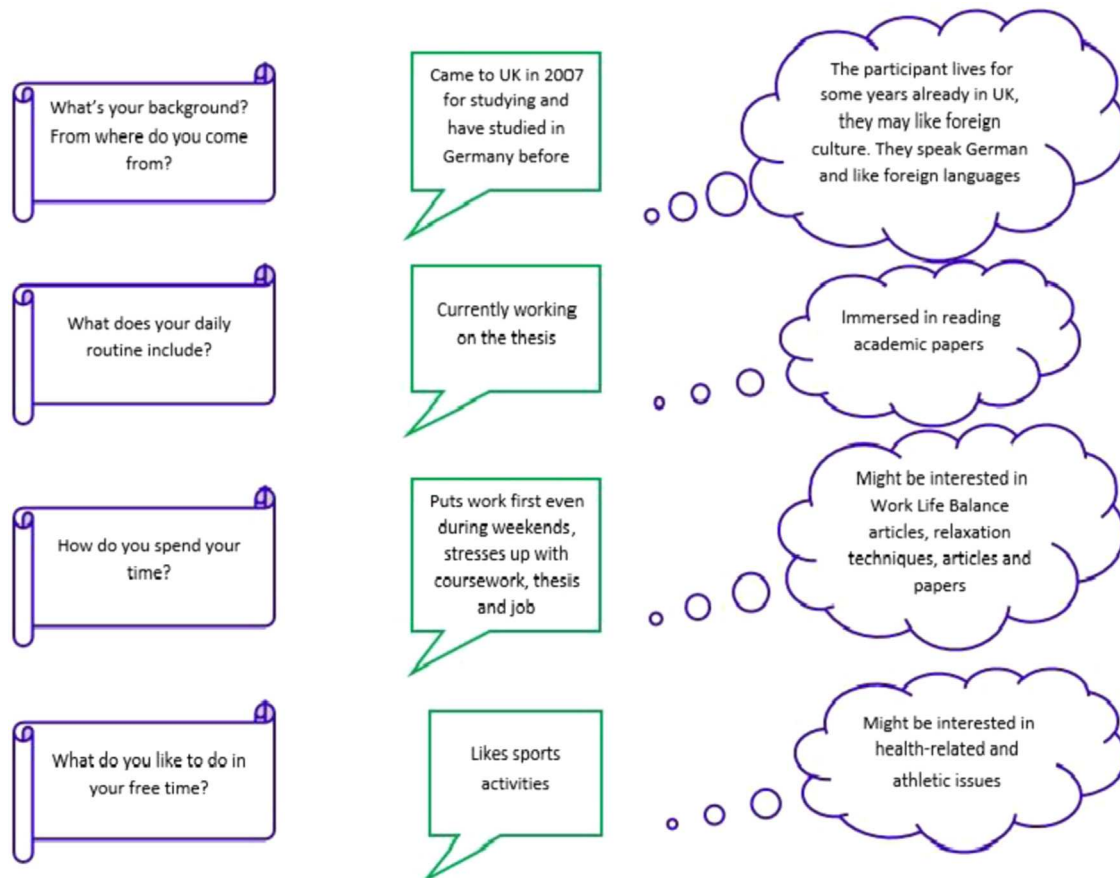 What's your background?
From where do you come
from?
Came to UK in 2007
for studying and
have studied in
Germany before
The participant lives for
some years already in UK,
they may like foreign
culture. They speak German
and like foreign languages
What does your daily
routine include?
Currently working
on the thesis
Immersed in reading
academic papers
How do you spend your
time?
Puts work first even
during weekends,
stresses up with
coursework, thesis
and job
Might be interested in
Work Life Balance
articles, relaxation
techniques, articles and
papers
What do you like to do in
your free time?
Likes sports
activities
Might be interested in
health-related and
athletic issues